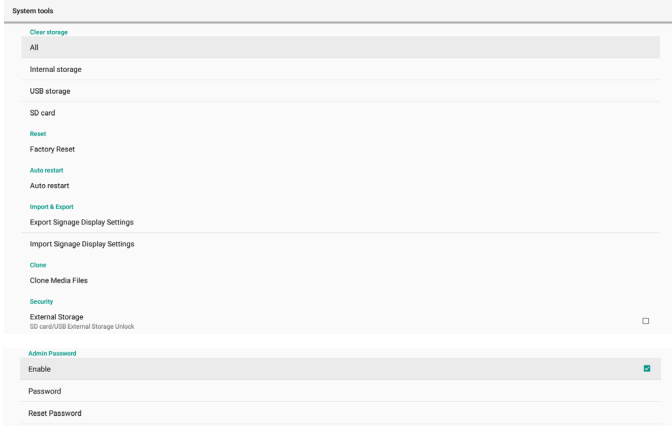 System tools
Clear storage
All
Internal storage
USB storage
SD card
Reset
Factory Reset
Auto restart
Auto restart
Import & Export
Export Signage Display Settings
Import Signage Display Settings
Clone
Clone Media Files
Security
External Storage
SD card/USB External Storage Unlock
Admin Password
Enable
Password
Reset Password